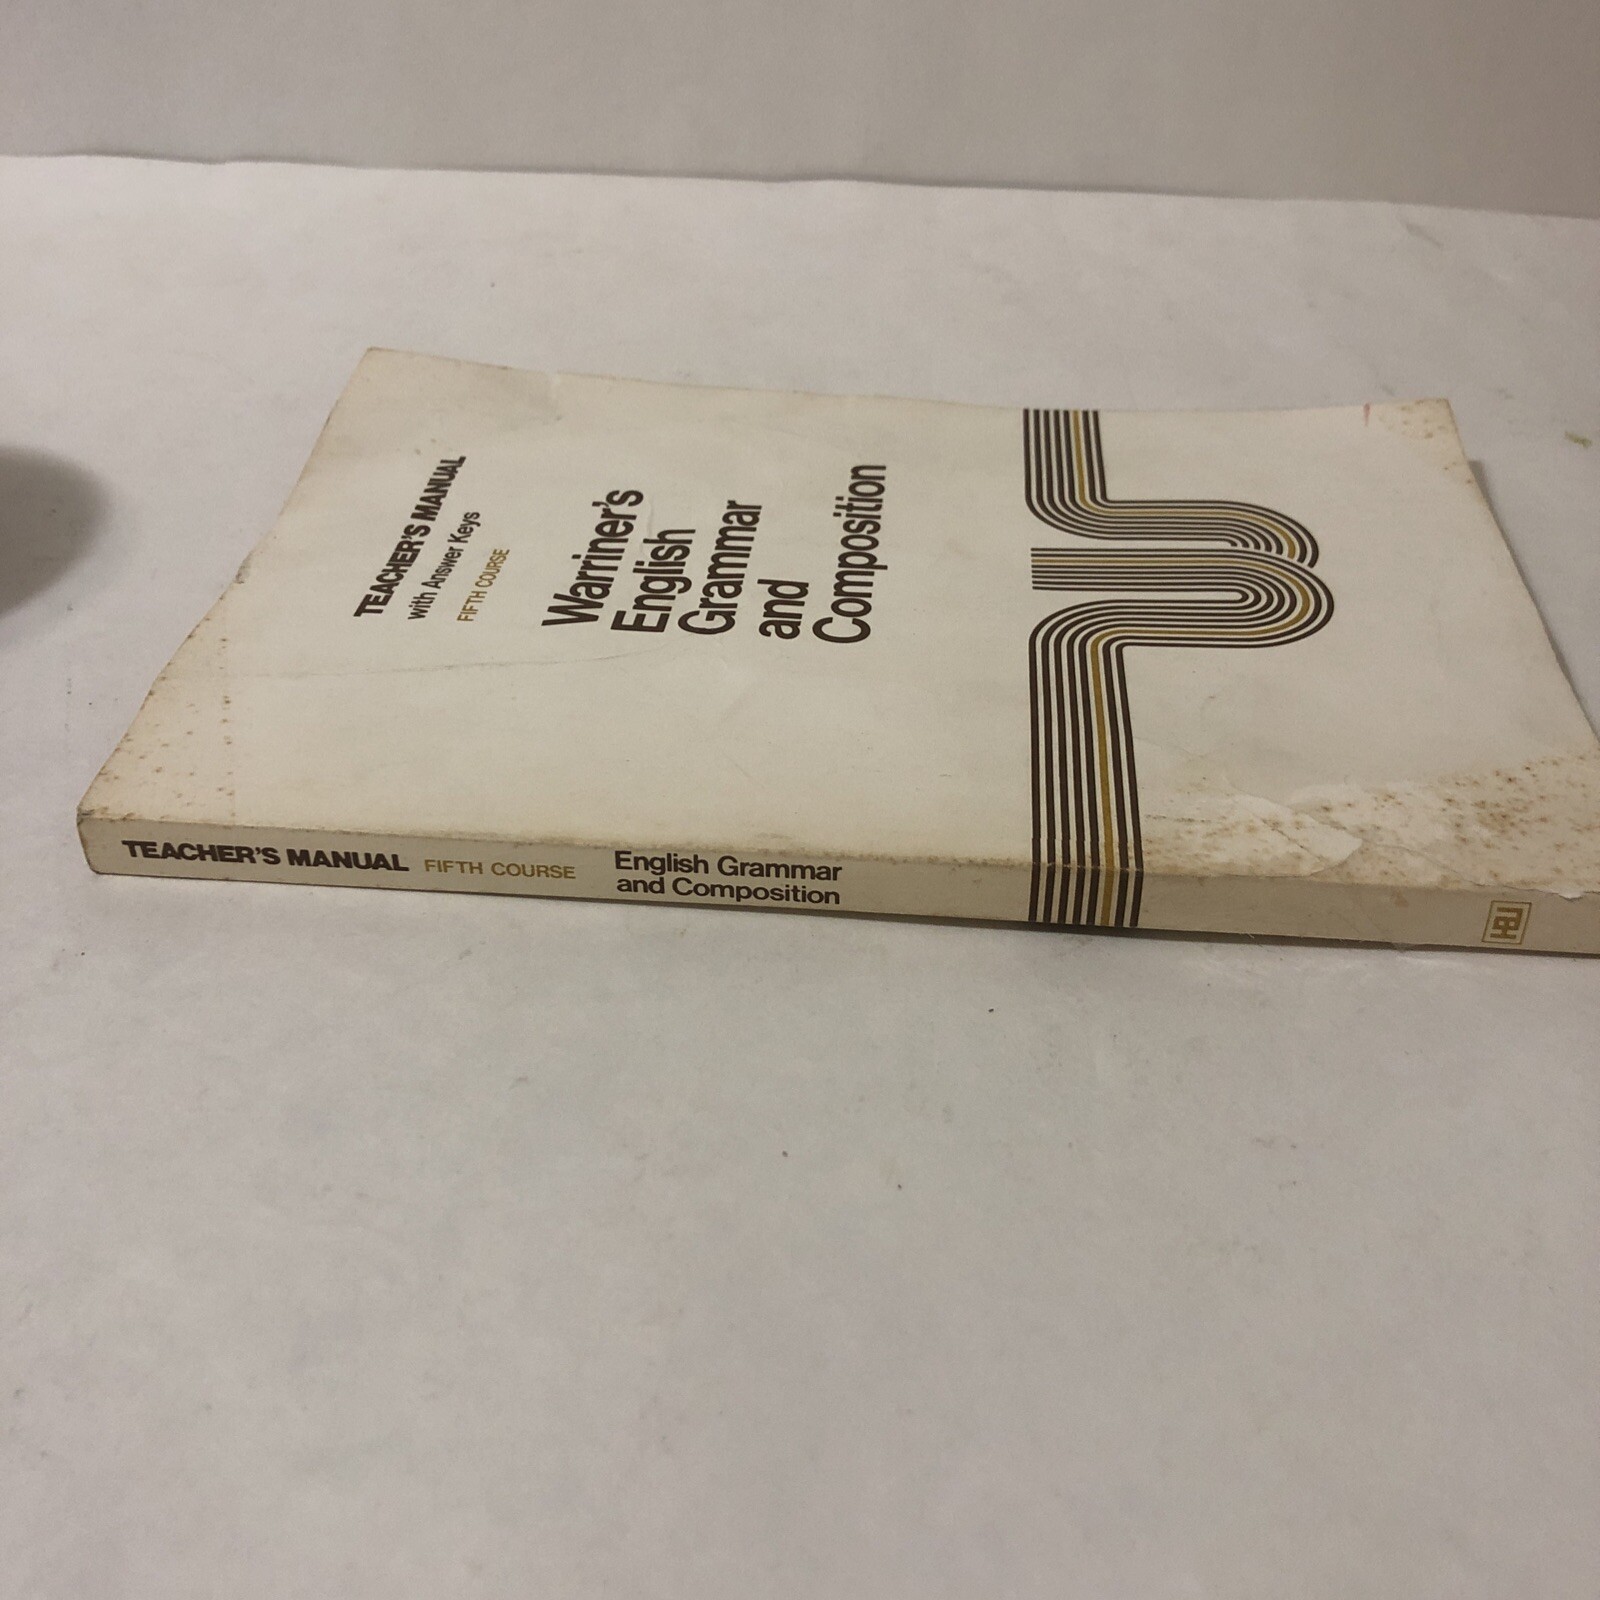 TEACHER'S MANUAL
with Answer Keys
FIFTH COURSE
Warriner's
English
Grammar
and
Composition
TEACHER'S MANUAL FIFTH COURSE English Grammar
and Composition
HBJ